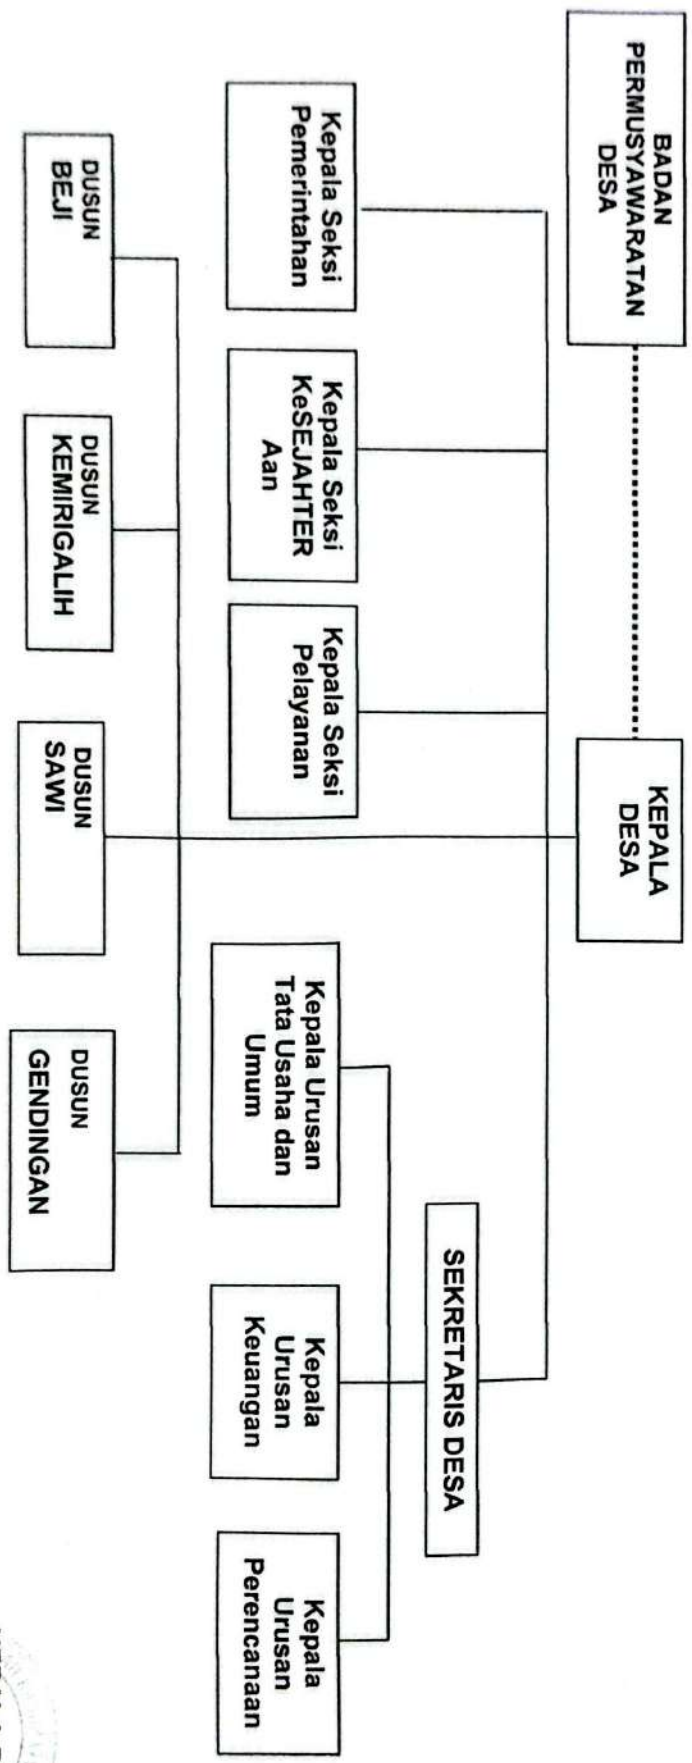 BADAN
PERMUSYAWARATAN
DESA
KEPALA
DESA
SEKRETARIS DESA
Kepala Seksi
Pemerintahan
Kepala Seksi
KeSEJAHTER
Aan
Kepala Seksi
Pelayanan
Kepala Urusan
Tata Usaha dan
Umum
Kepala
Urusan
Keuangan
Kepala
Urusan
Perencanaan
DUSUN
BEJI
DUSUN
KEMIRIGALIH
DUSUN
SAWI
DUSUN
GENDINGAN